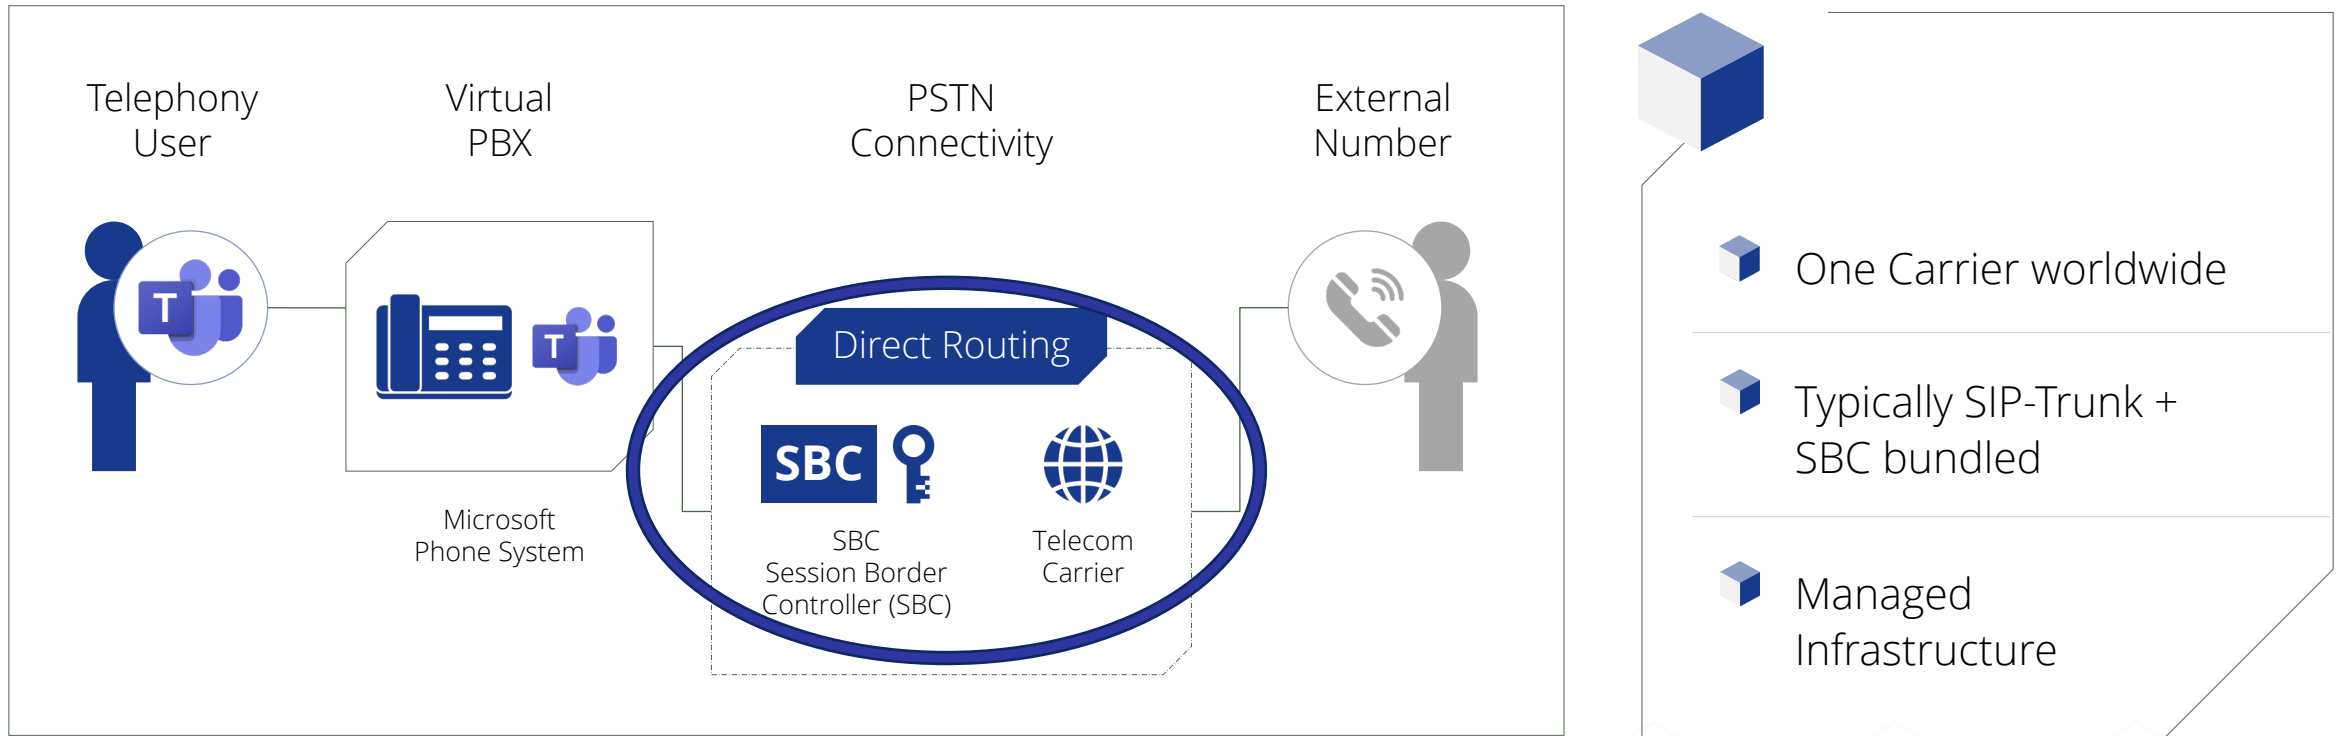 Telephony
User
Virtual
PBX
PSTN
Connectivity
External
Number
T
T
Direct Routing
SBC
Microsoft
Phone System
SBC
Session Border
Controller (SBC)
Telecom
Carrier
One Carrier worldwide
Typically SIP-Trunk +
SBC bundled
Managed
Infrastructure